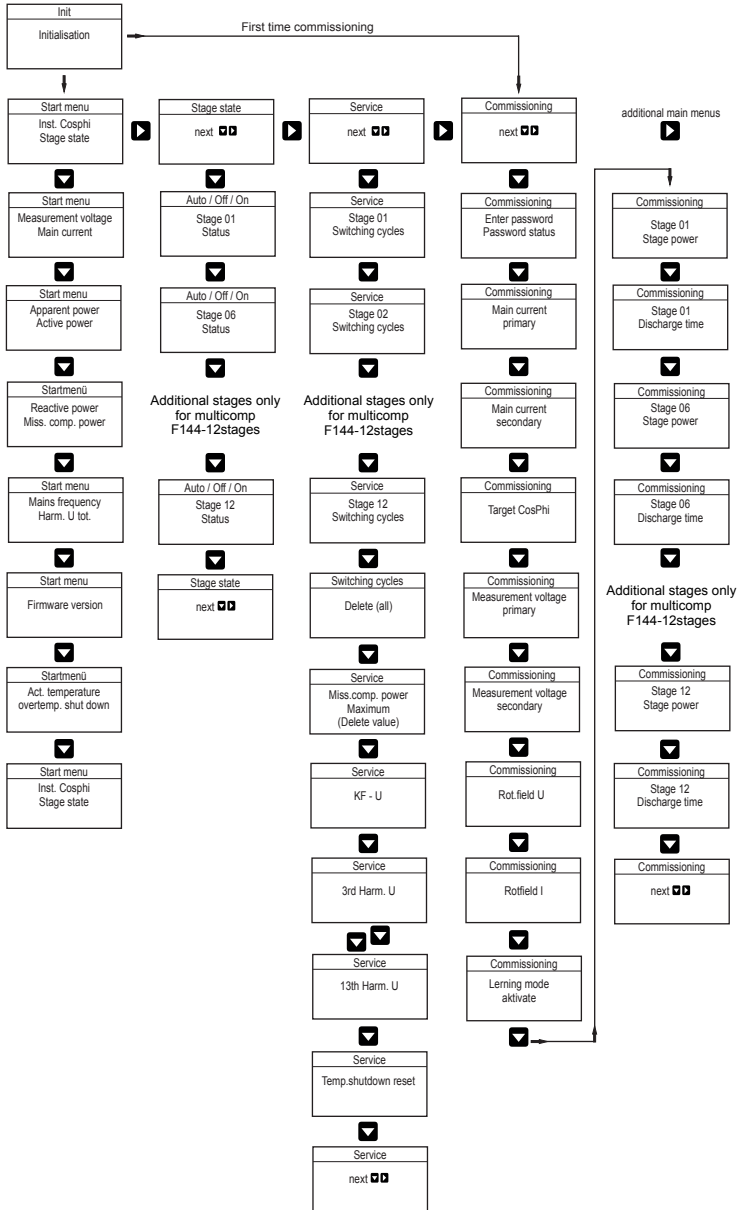 Init
Initialisation
First time commissioning
Start menu
Inst. Cosphi
Stage state
Start menu
Measurement voltage
Main current
Start menu
Apparent power
Active power
Startmenü
Reactive power
Miss. comp. power
Start menu
Mains frequency
Harm. U tot.
Start menu
Firmware version
Startmenü
Act. temperature
overtemp. shut down
Start menu
Inst. Cosphi
Stage state
Stage state
next
Auto / Off / On
Stage 01
Status
Auto / Off / On
Stage 06
Status
Additional stages only
for multicomp
F144-12stages
Auto / Off / On
Stage 12
Status
Stage state
next
Service
next
Service
Stage 01
Switching cycles
Service
Stage 02
Switching cycles
Additional stages only
for multicomp
F144-12stages
Service
Stage 12
Switching cycles
Switching cycles
Delete (all)
Service
Miss.comp. power
Maximum
(Delete value)
Service
KF - U
Service
3rd Harm. U
Service
13th Harm. U
Service
Temp.shutdown reset
Service
next
Commissioning
next
Commissioning
Enter password
Password status
Commissioning
Main current
primary
Commissioning
Main current
secondary
Commissioning
Target CosPhi
Commissioning
Measurement voltage
primary
Commissioning
Measurement voltage
secondary
Commissioning
Rot.field U
Commissioning
Rotfield I
Commissioning
Lerning mode
aktivate
additional main menus
Commissioning
Stage 01
Stage power
Commissioning
Stage 01
Discharge time
Commissioning
Stage 06
Stage power
Commissioning
Stage 06
Discharge time
Additional stages only
for multicomp
F144-12stages
Commissioning
Stage 12
Stage power
Commissioning
Stage 12
Discharge time
Commissioning
next